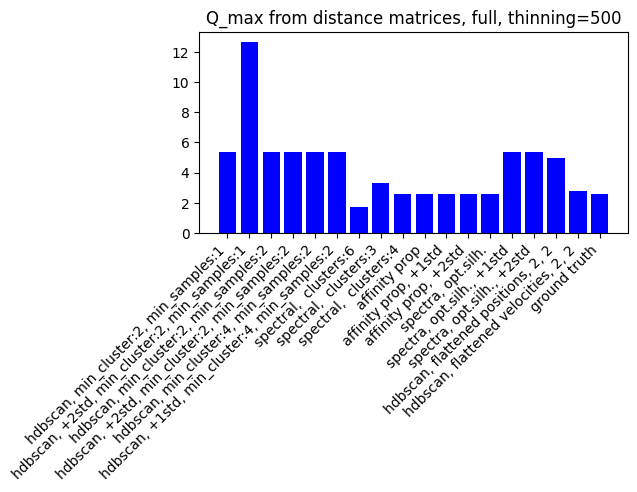 Q_max from distance matrices, full, thinning=500
12
10
8
6
4
2
0
hdbscan, min_cluster:2, min_samples:1
hdbscan, +2std, min_cluster:2, min_samples:1
hdbscan, min_cluster:2, min_samples:2
hdbscan, +2std, min_cluster:2, min_samples:2
hdbscan, min_cluster:4, min_samples:2
hdbscan, +1std, min_cluster:4, min_samples:2
spectral, clusters:6
spectral, clusters:3
spectral, clusters:4
affinity prop
affinity prop, +1std
affinity prop, +2std
spectra, opt.silh.
spectra, opt.silh., +1std
spectra, opt.silh., +2std
hdbscan, flattened positions, 2, 2
hdbscan, flattened velocities, 2, 2
ground truth